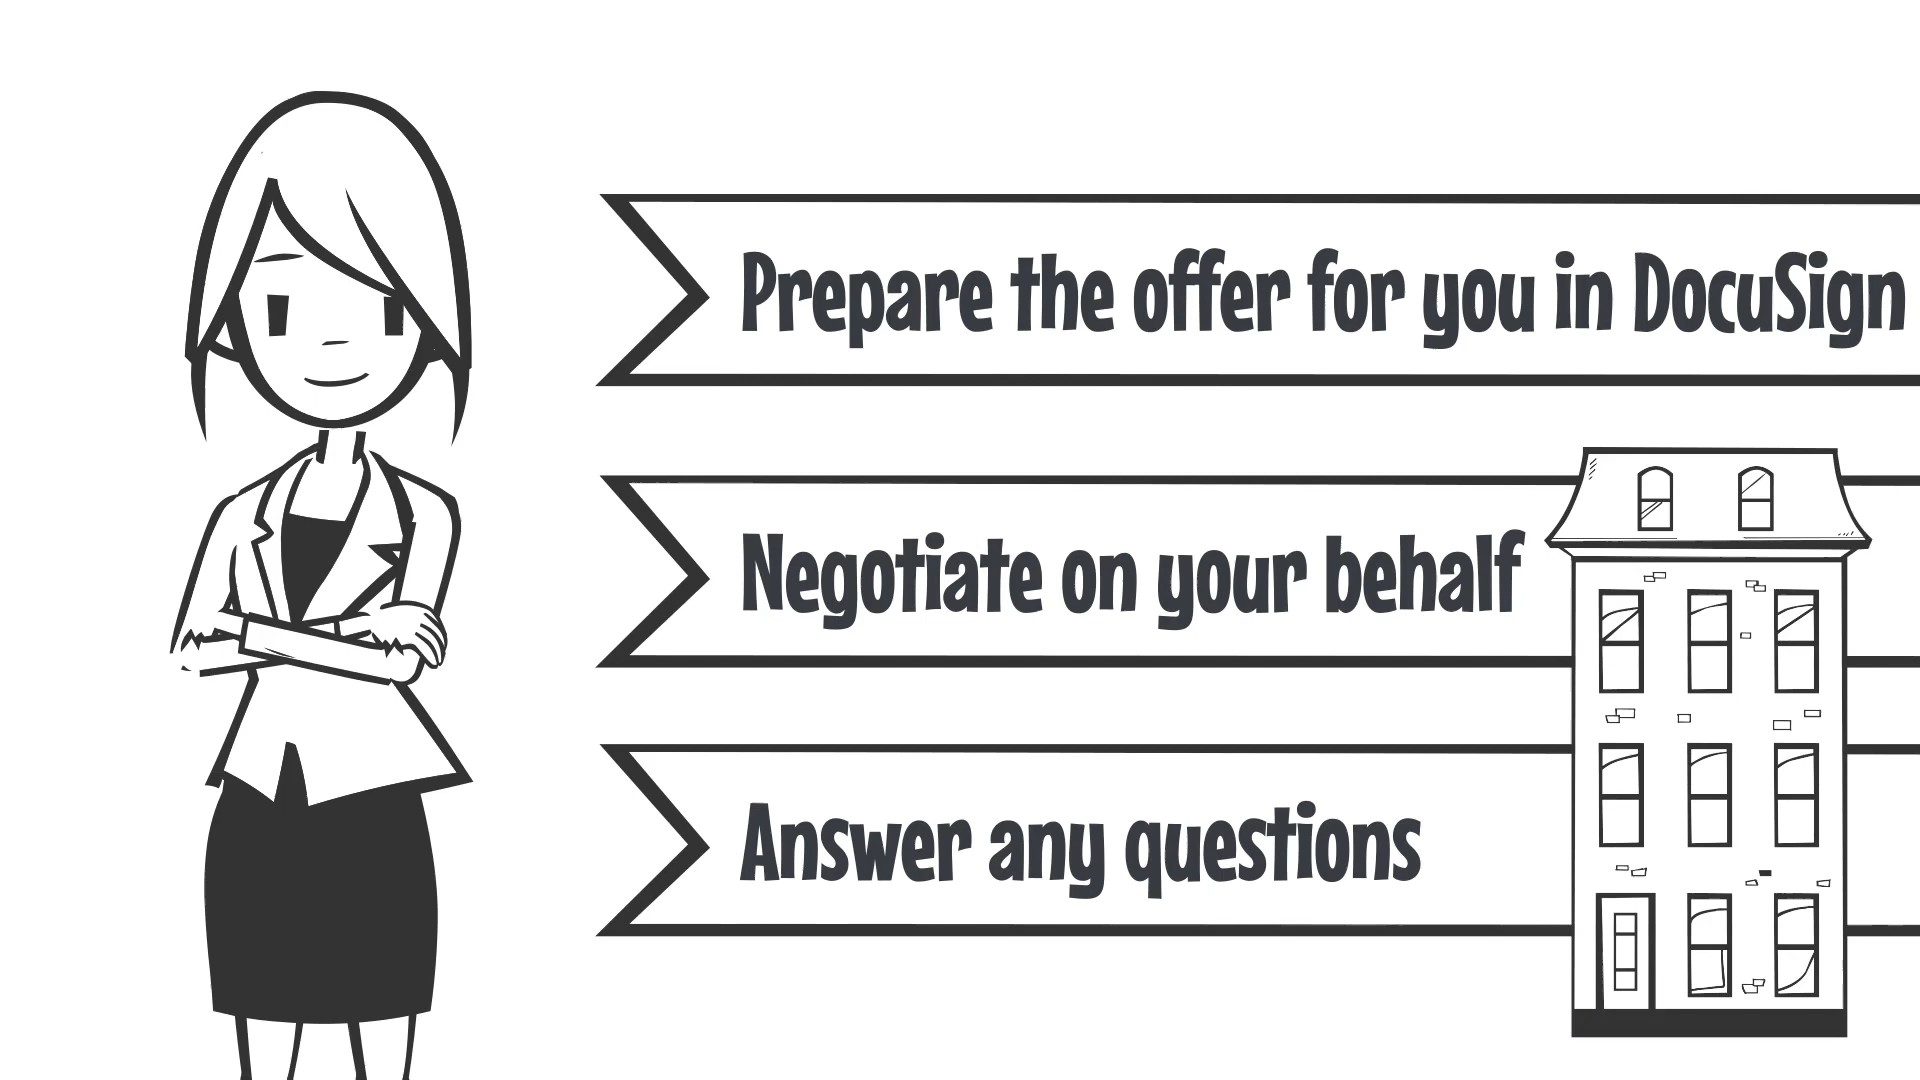 Prepare the offer for you in DocuSign
Negotiate on your behalf
Answer any questions